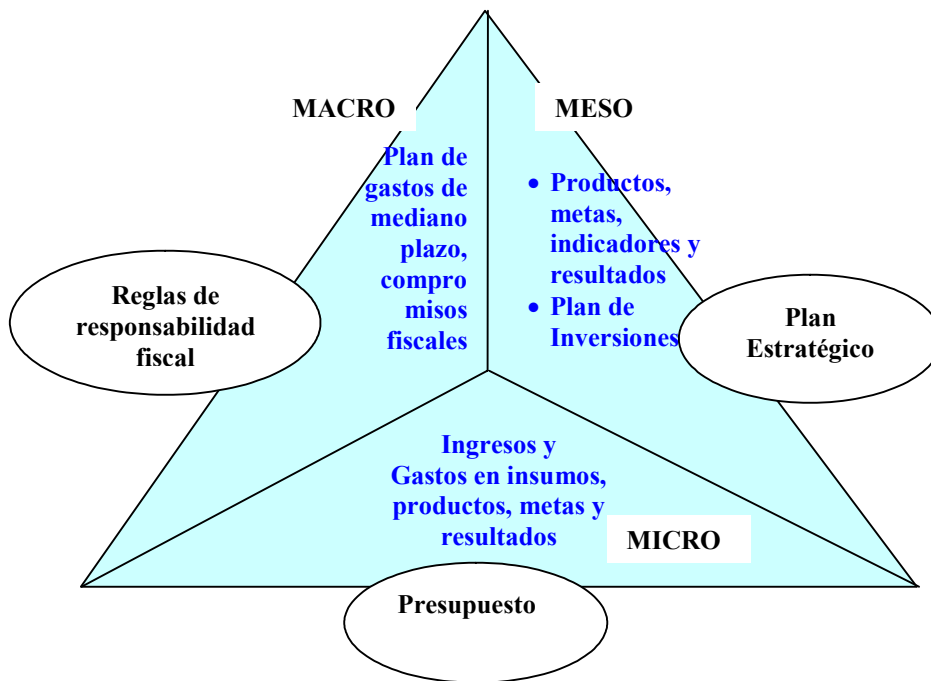 MACRO
Plan de
gastos de
mediano
plazo,
compro
misos
fiscales
MESO
• Productos,
metas,
indicadores y
resultados
• Plan de
Inversiones
Reglas de
responsabilidad
fiscal
Plan
Estratégico
Ingresos y
Gastos en insumos,
productos, metas y
resultados
MICRO
Presupuesto